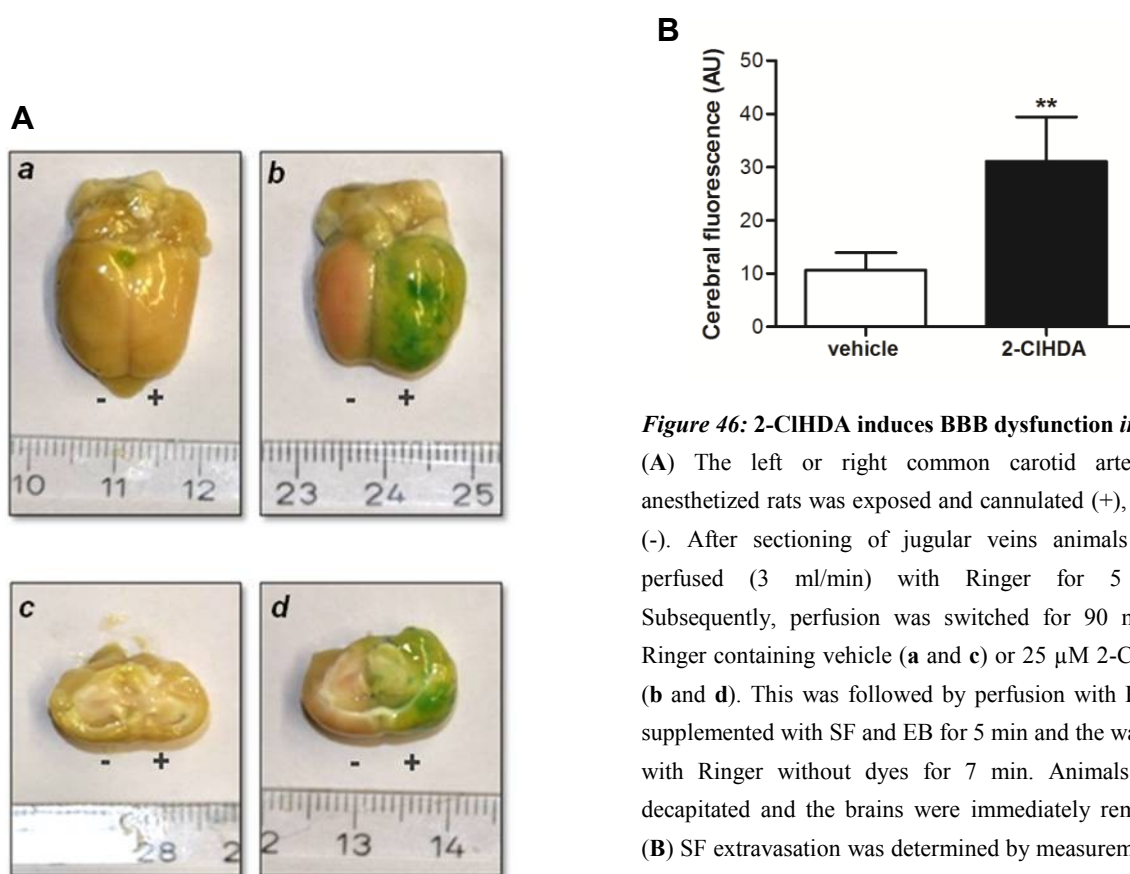 B
50
40
30
20
10
0
Cerebral fluorescence (AU)
**
vehicle
2-ClHDA
A
a
- +
10 11 12
b
- +
23 24 25
c
- +
28 2
d
- +
2 13 14
Figure 46: 2-ClHDA induces BBB dysfunction
(A) The left or right common carotid
anesthetized rats was exposed and cannulated (+),
(-). After sectioning of jugular veins animals
perfused (3 ml/min) with Ringer for 5
Subsequently, perfusion was switched for 90
Ringer containing vehicle (a and c) or 25 µM
(b and d). This was followed by perfusion with
supplemented with SF and EB for 5 min and the
with Ringer without dyes for 7 min. Animals
decapitated and the brains were immediately
(B) SF extravasation was determined by